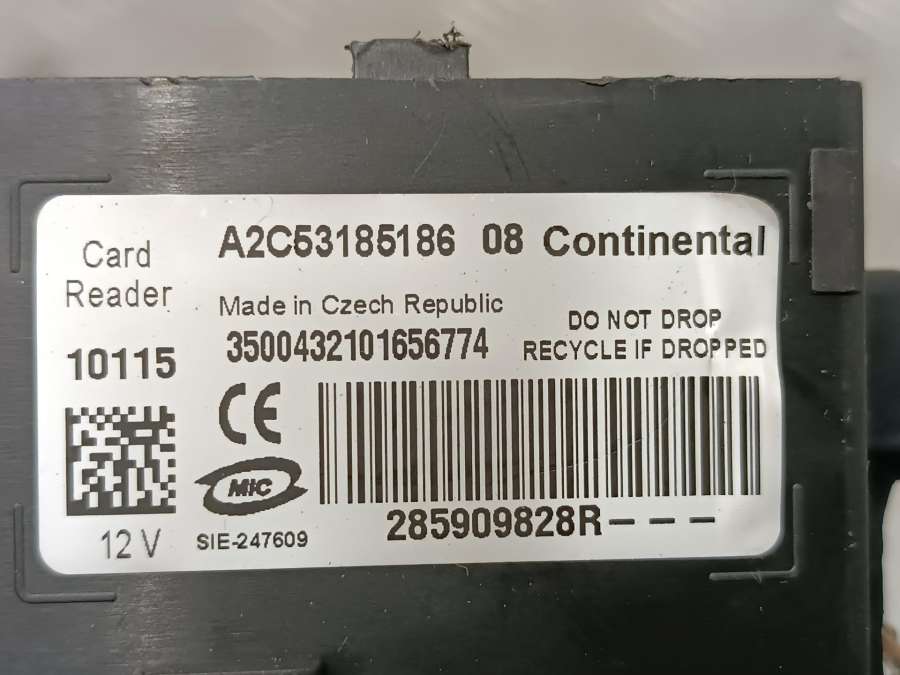 Card
Reader
A2C53185186 08 Continental
Made in Czech Republic
10115
3500432101656774
DO NOT DROP
RECYCLE IF DROPPED
CE
MIC
12 V
SIE-247609
285909828R---